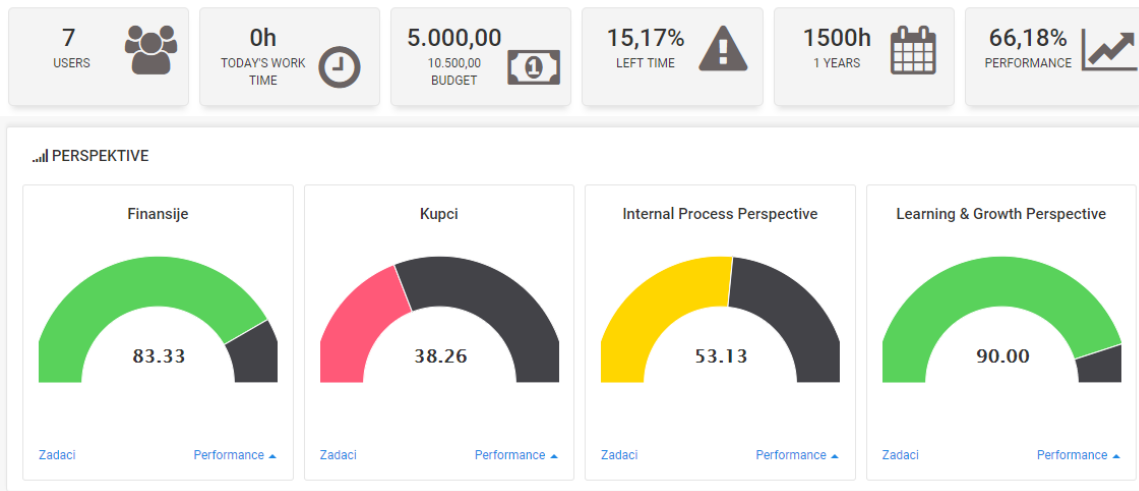 7
USERS
0h
TODAY'S WORK
TIME
5.000,00
10.500,00
BUDGET
1
15,17%
LEFT TIME
1500h
1 YEARS
66,18%
PERFORMANCE
PERSPEKTIVE
Finansije
83.33
Zadaci Performance
Kupci
38.26
Zadaci Performance
Internal Process Perspective
53.13
Zadaci Performance
Learning & Growth Perspective
90.00
Zadaci Performance